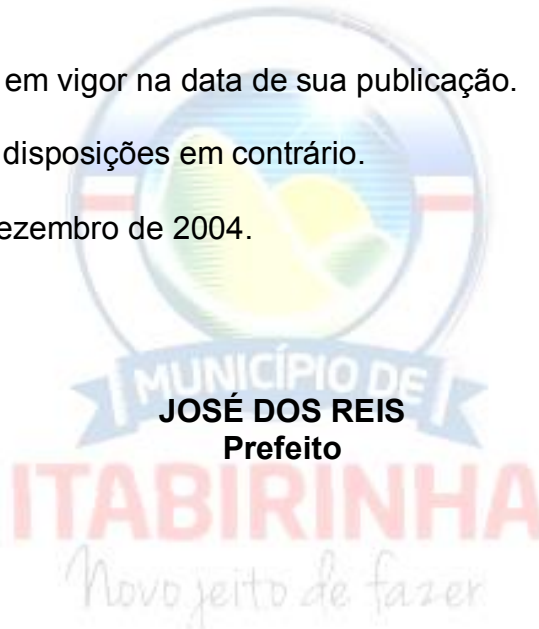 em vigor na data de sua publicação.
disposições em contrário.
ezembro de 2004.
MUNICÍPIO DE
JOSÉ DOS REIS
Prefeito
ITABIRINHA
Novo jeito de fazer